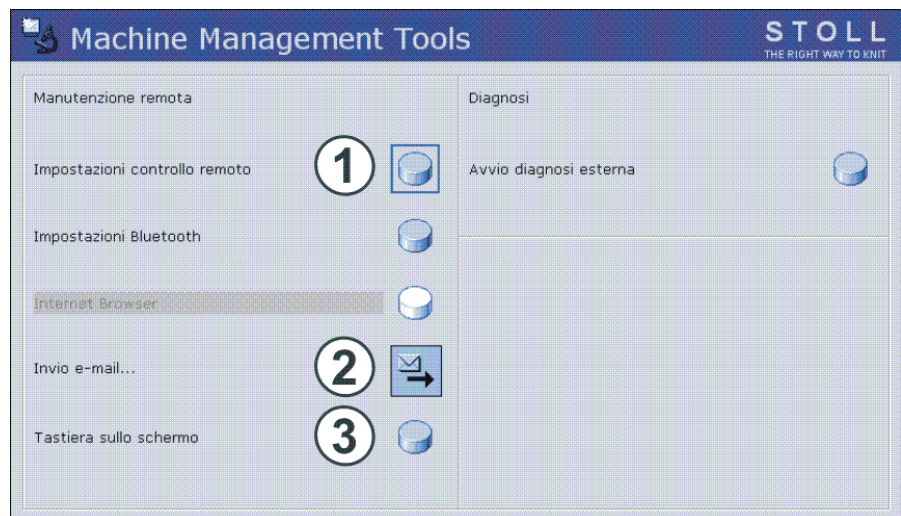 Machine Management Tools
STOLL
THE RIGHT WAY TO KNIT
Manutenzione remota
Impostazioni controllo remoto
1
Impostazioni Bluetooth
Internet Browser
Invio e-mail...
2
Tastiera sullo schermo
3
Diagnosi
Avvio diagnosi esterna